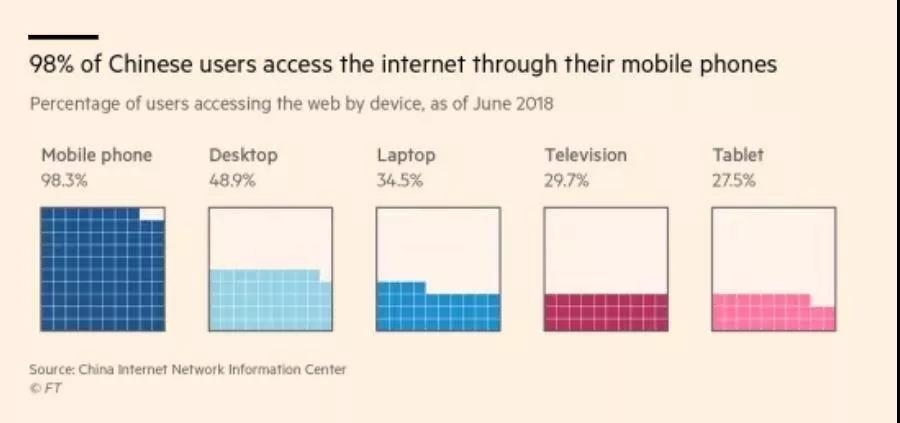 98% of Chinese users access the internet through their mobile phones
Percentage of users accessing the web by device, as of June 2018
Mobile phone
98.3%
Desktop
48.9%
Laptop
34.5%
Television
29.7%
Tablet
27.5%
Source: China Internet Network Information Center
© FT